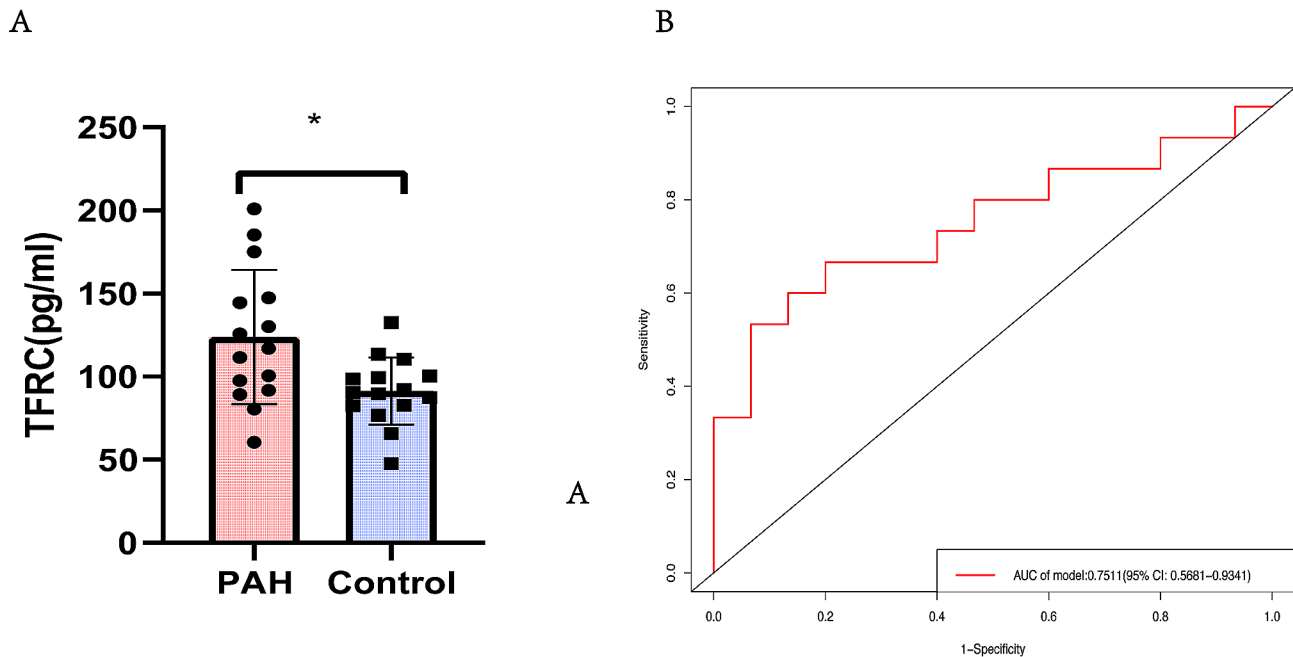 A
B
*
250
200
150
100
50
0
TFRC(pg/ml)
PAH Control
A
1.0
0.8
0.6
0.4
0.2
0.0
Sensitivity
AUC of model:0.7511(95% CI: 0.5681−0.9341)
0.0 0.2 0.4 0.6 0.8 1.0
1−Specificity